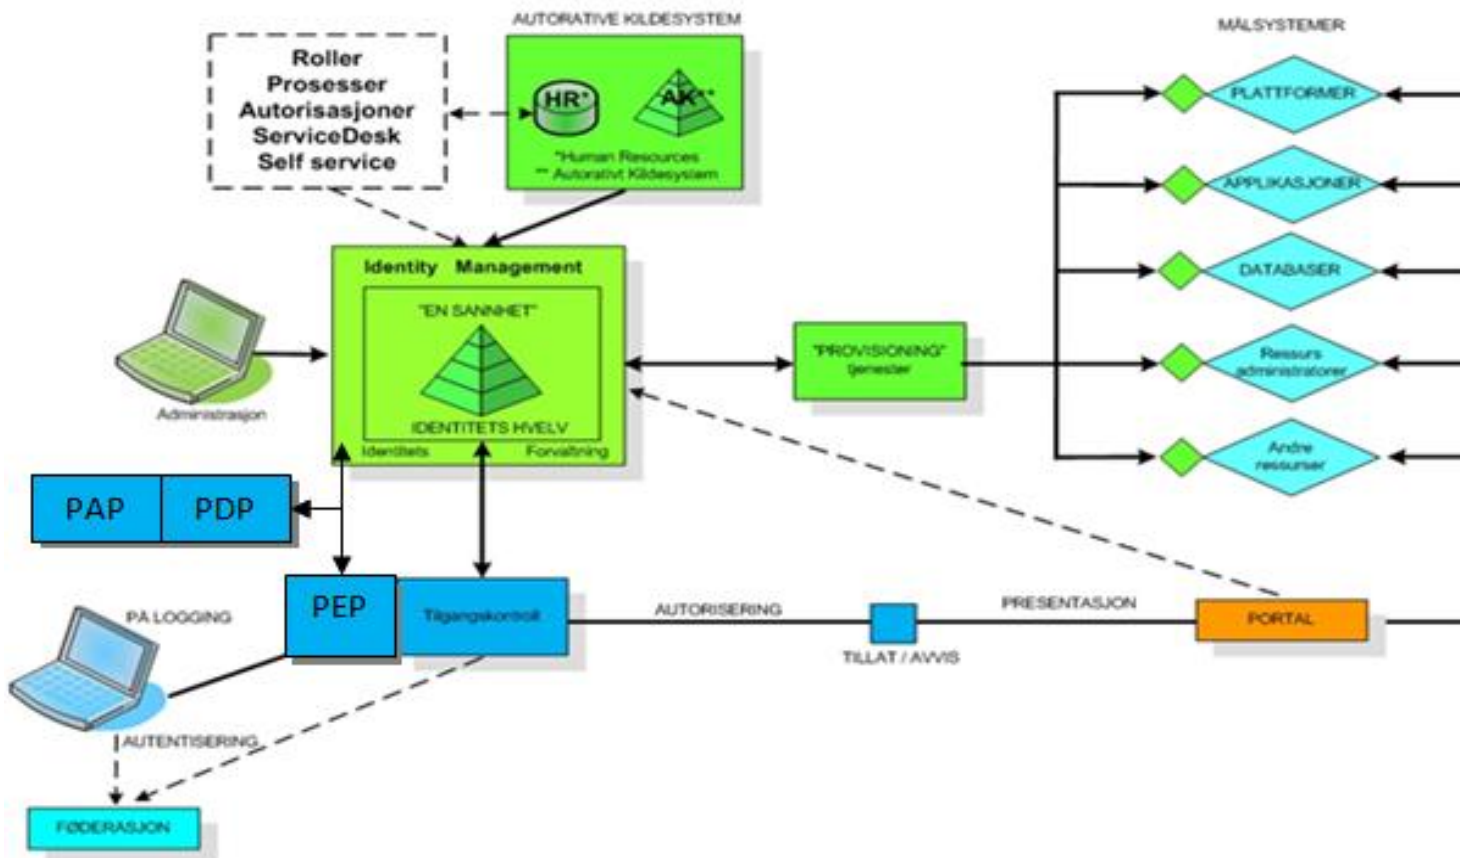 AUTORATIVE KILDESYSTEM
MÅLSYSTEMER
Roller
Prosesser
Autorisasjoner
ServiceDesk
Self service
HR*
AK**
*Human Resources
** Autorativt Kildesystem
PLATTFORMER
APPLIKASJONER
DATABASER
Ressurs
administratorer
Andre
ressurser
Identity Management
"EN SANNHET"
IDENTITETS HVELV
Identitets Forvaltning
Administrasjon
"PROVISIONING"
tjenester
PAP
PDP
PEP
Tilgangskontroll
PÅ LOGGING
AUTORISERING
TILLAT / AVVIS
PRESENTASJON
PORTAL
AUTENTISERING
FØDERASJON